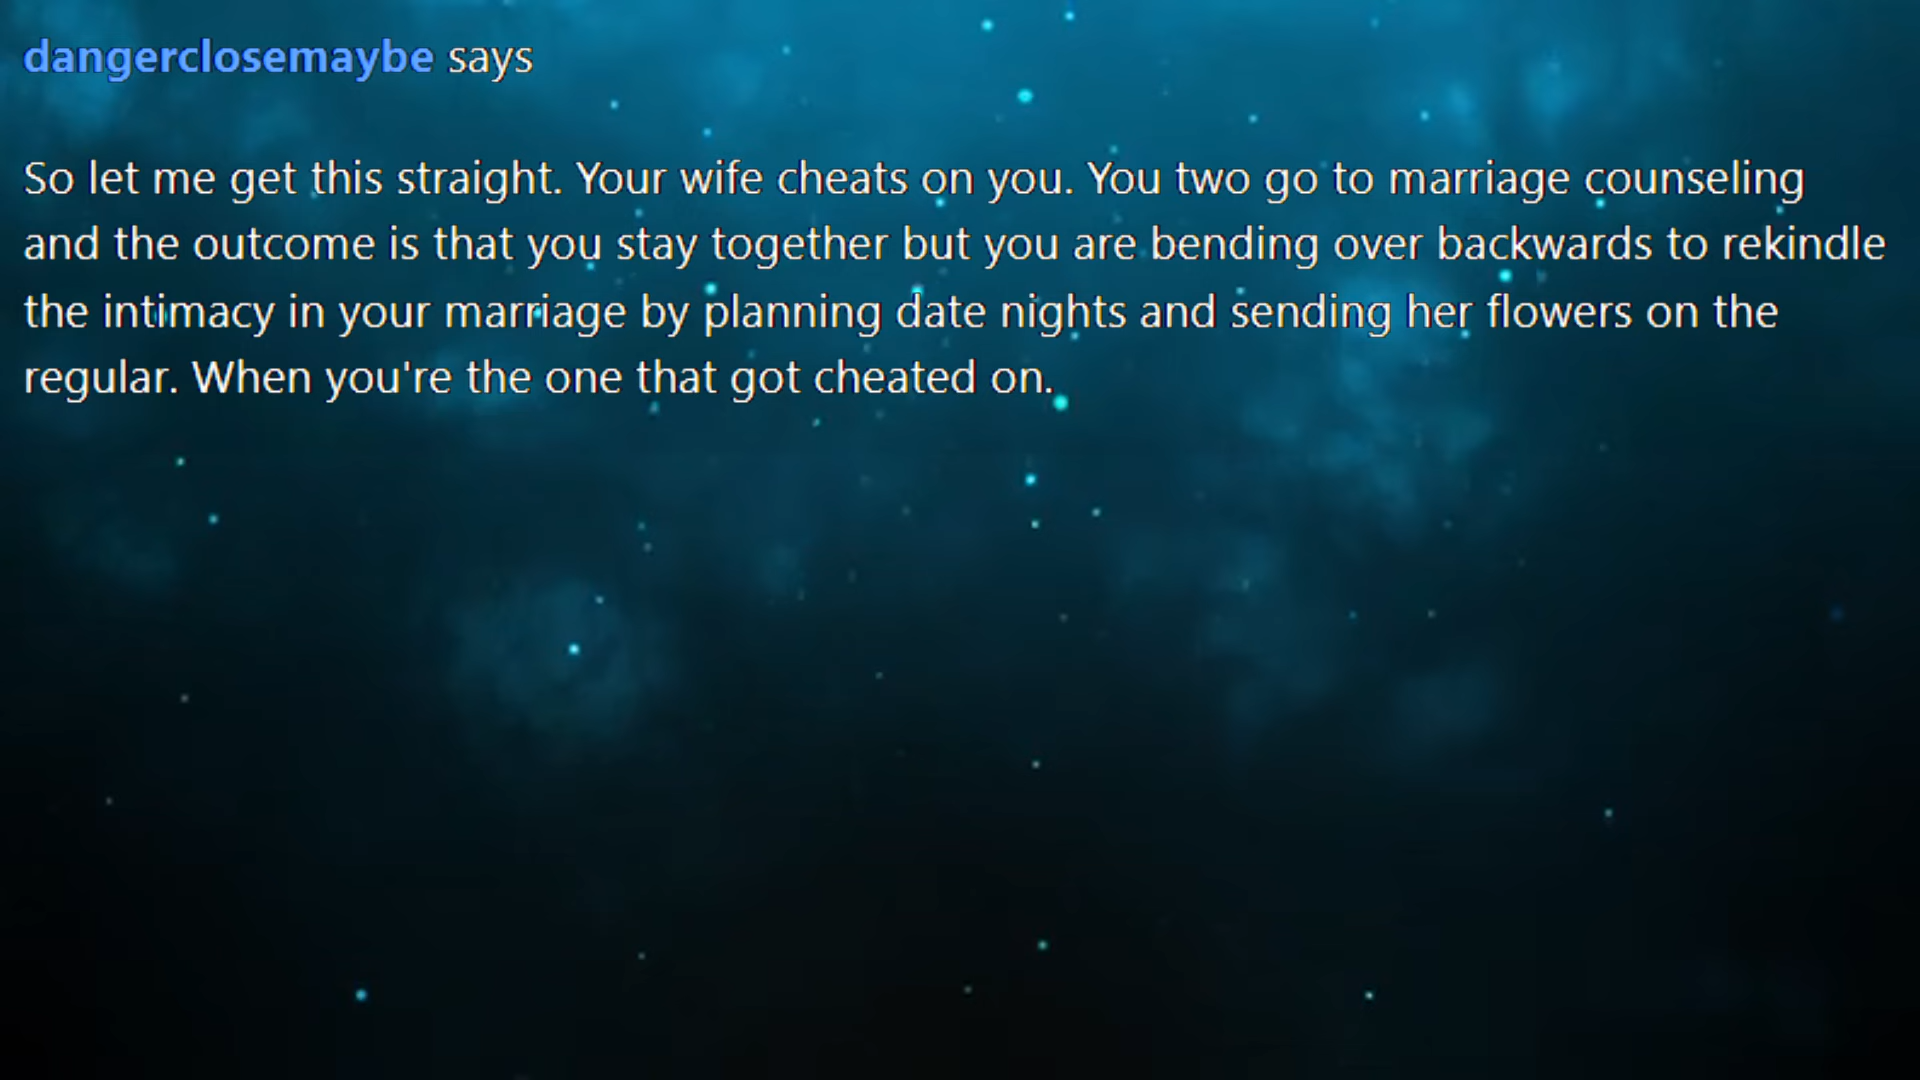 dangerclosemaybe says
So let me get this straight. Your wife cheats on you. You two go to marriage counseling
and the outcome is that you stay together but you are bending over backwards to rekindle
the intimacy in your marriage by planning date nights and sending her flowers on the
regular. When you're the one that got cheated on.